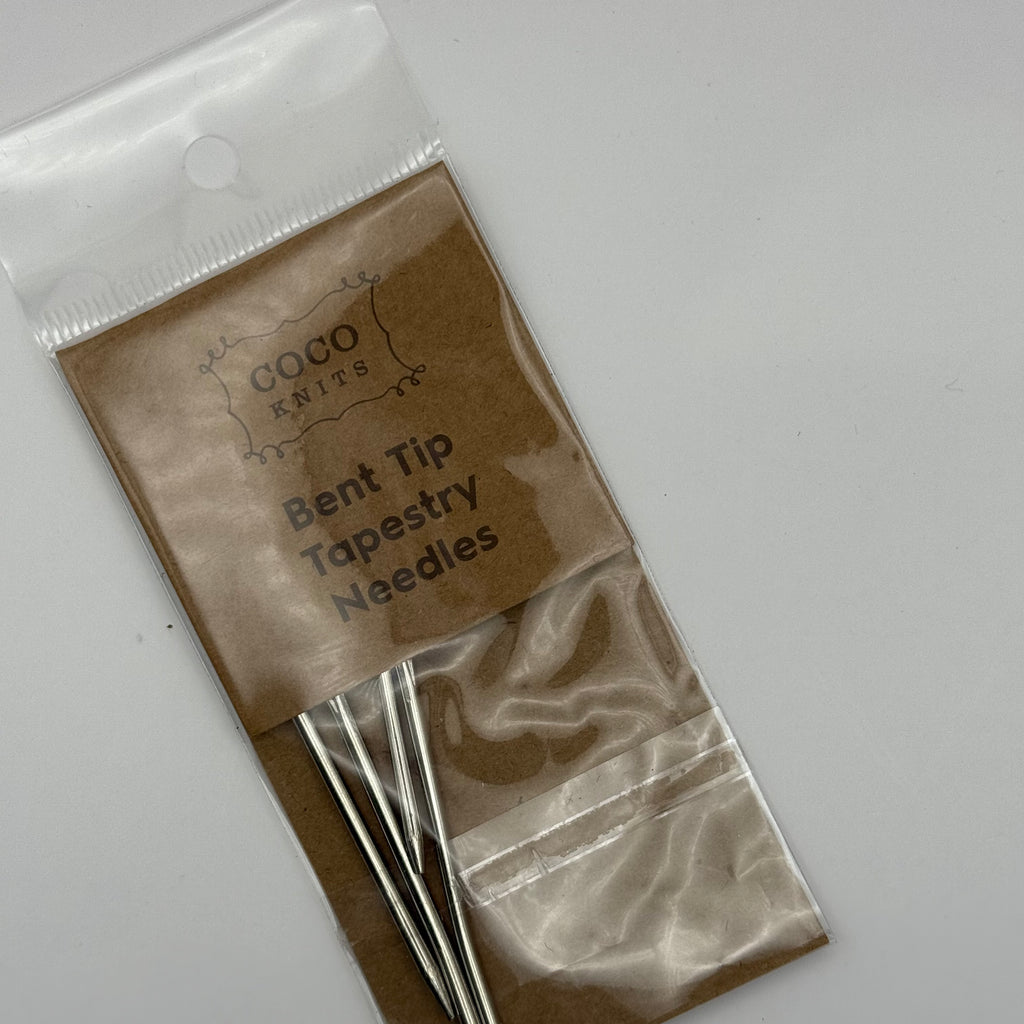 COCO
KNITS
Bent Tip
Tapestry
Needles